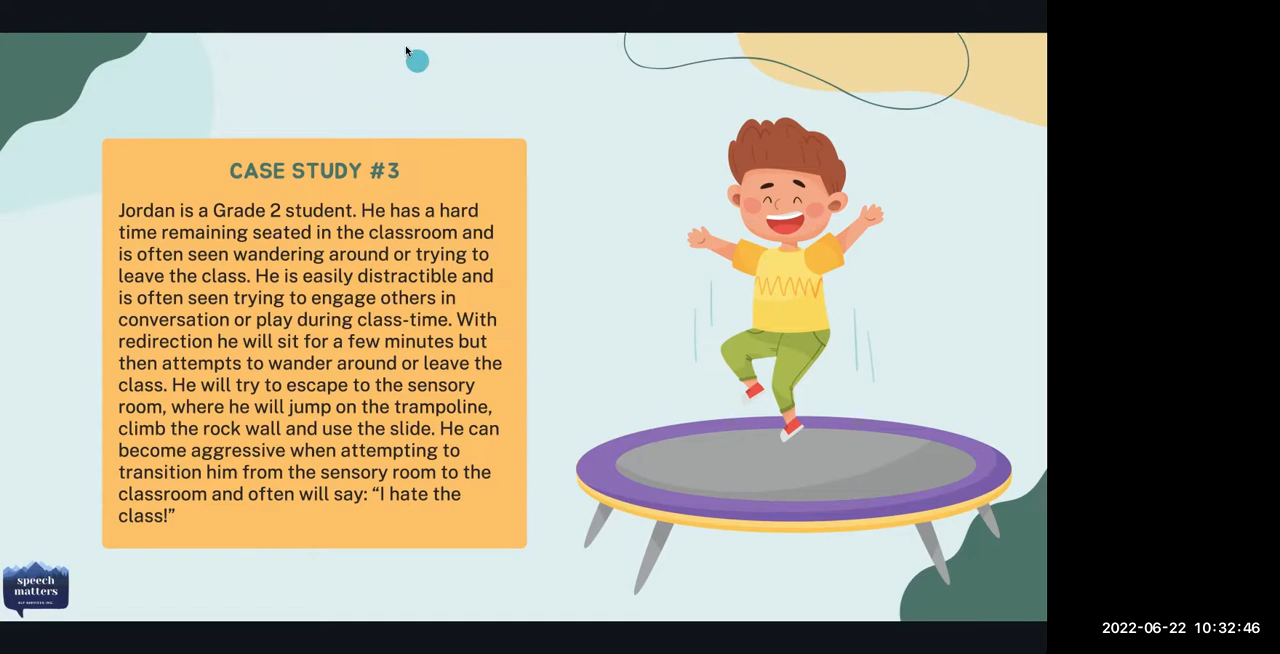 CASE STUDY #3
Jordan is a Grade 2 student. He has a hard
time remaining seated in the classroom and
is often seen wandering around or trying to
leave the class. He is easily distractible and
is often seen trying to engage others in
conversation or play during class-time. With
redirection he will sit for a few minutes but
then attempts to wander around or leave the
class. He will try to escape to the sensory
room, where he will jump on the trampoline,
climb the rock wall and use the slide. He can
become aggressive when attempting to
transition him from the sensory room to the
classroom and often will say: “I hate the
class!”
speech
matters
SLP SERVICES INC.
2022-06-22 10:32:46